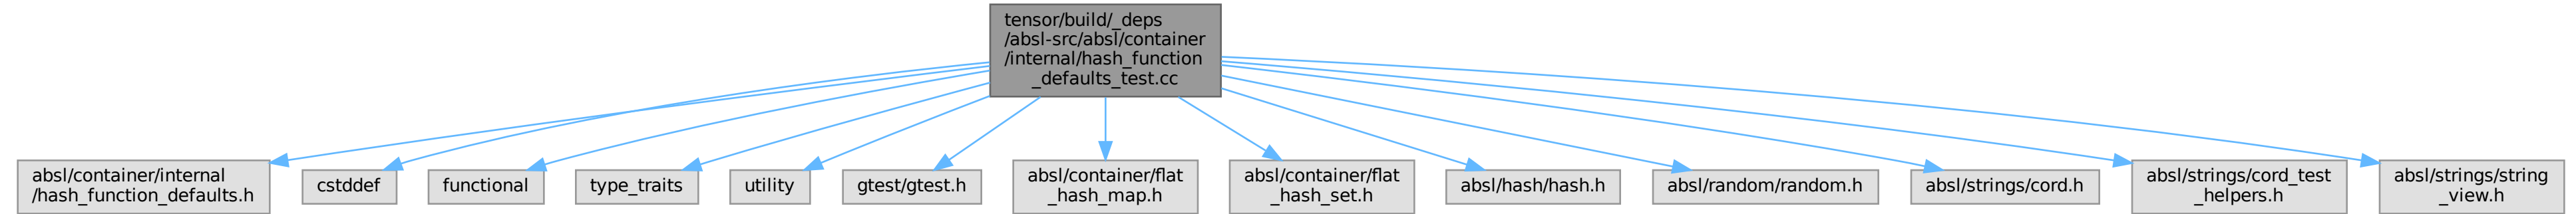 tensor/build/_deps
/absl-src/absl/container
/internal/hash_function
_defaults_test.cc
absl/container/internal
/hash_function_defaults.h
cstddef
functional
type_traits
utility
gtest/gtest.h
absl/container/flat
_hash_map.h
absl/container/flat
_hash_set.h
absl/hash/hash.h
absl/random/random.h
absl/strings/cord.h
absl/strings/cord_test
_helpers.h
absl/strings/string
_view.h